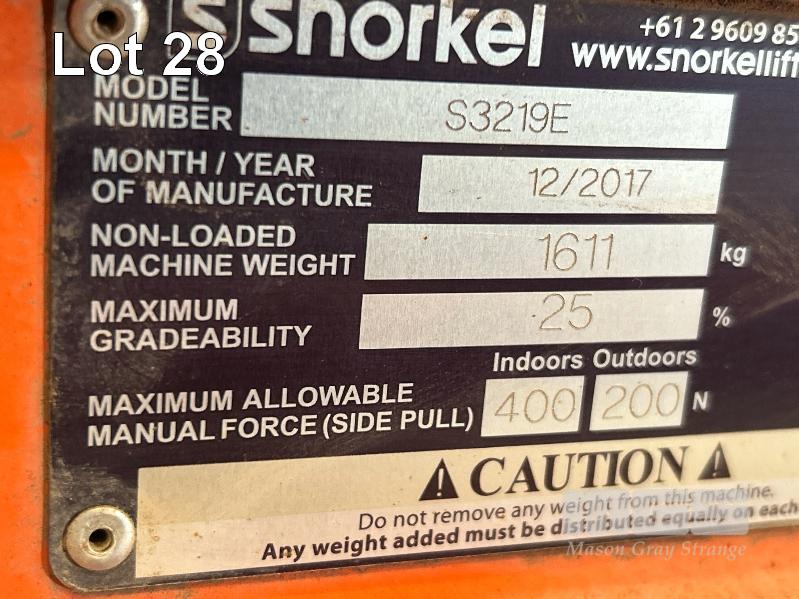 Lot 28
S snorkel
+61 2 9609 85
www.snorkellift
MODEL
NUMBER
S3219E
MONTH / YEAR
OF MANUFACTURE
12/2017
NON-LOADED
MACHINE WEIGHT
1611
kg
MAXIMUM
GRADEABILITY
25
%
Indoors Outdoors
MAXIMUM ALLOWABLE
MANUAL FORCE (SIDE PULL)
400 200 N
CAUTION
Do not remove any weight from this machine.
Any weight added must be distributed equally on each
Mason Gray Strange